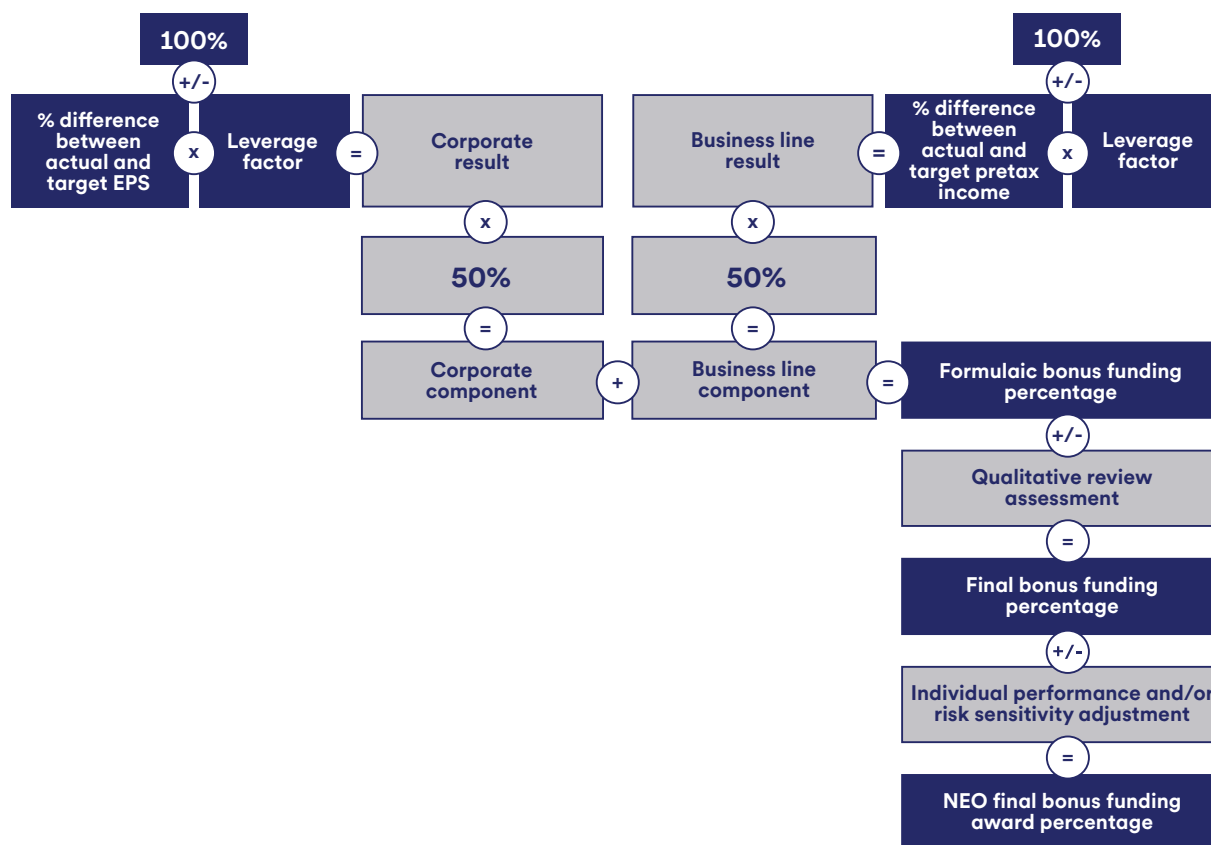 100%
100%
+/-
+/-
% difference
between
actual and
target EPS
x
Leverage
factor
=
Corporate
result
Business line
result
=
% difference
between
actual and
target pretax
income
x
Leverage
factor
x
x
50%
50%
=
=
Corporate
component
+
Business line
component
=
Formulaic bonus funding
percentage
+/-
Qualitative review
assessment
=
Final bonus funding
percentage
+/-
Individual performance and/or
risk sensitivity adjustment
=
NEO final bonus funding
award percentage